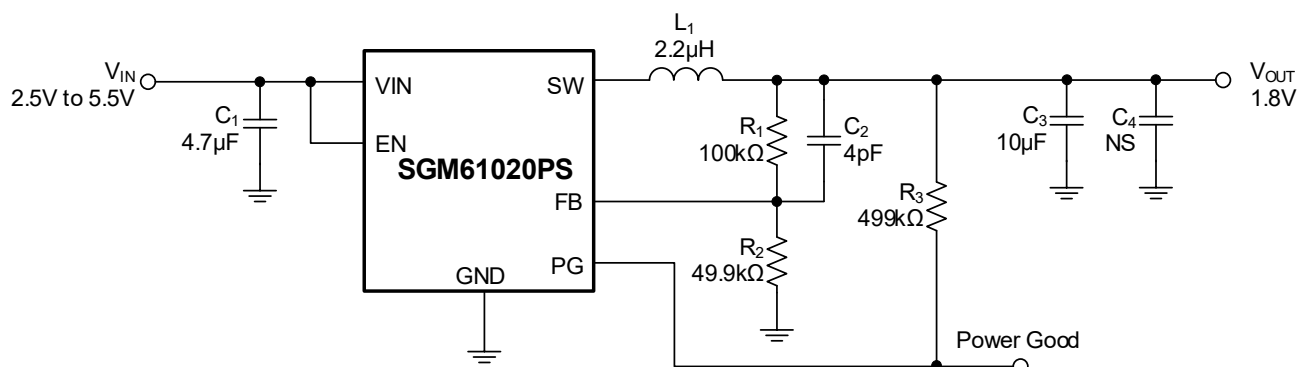 L1
2.2µH
VIN
2.5V to 5.5V
C1
4.7µF
VIN
EN
SW
SGM61020PS
FB
PG
GND
R1
100kΩ
C2
4pF
R2
49.9kΩ
R3
499kΩ
C3
10µF
C4
NS
VOUT
1.8V
Power Good